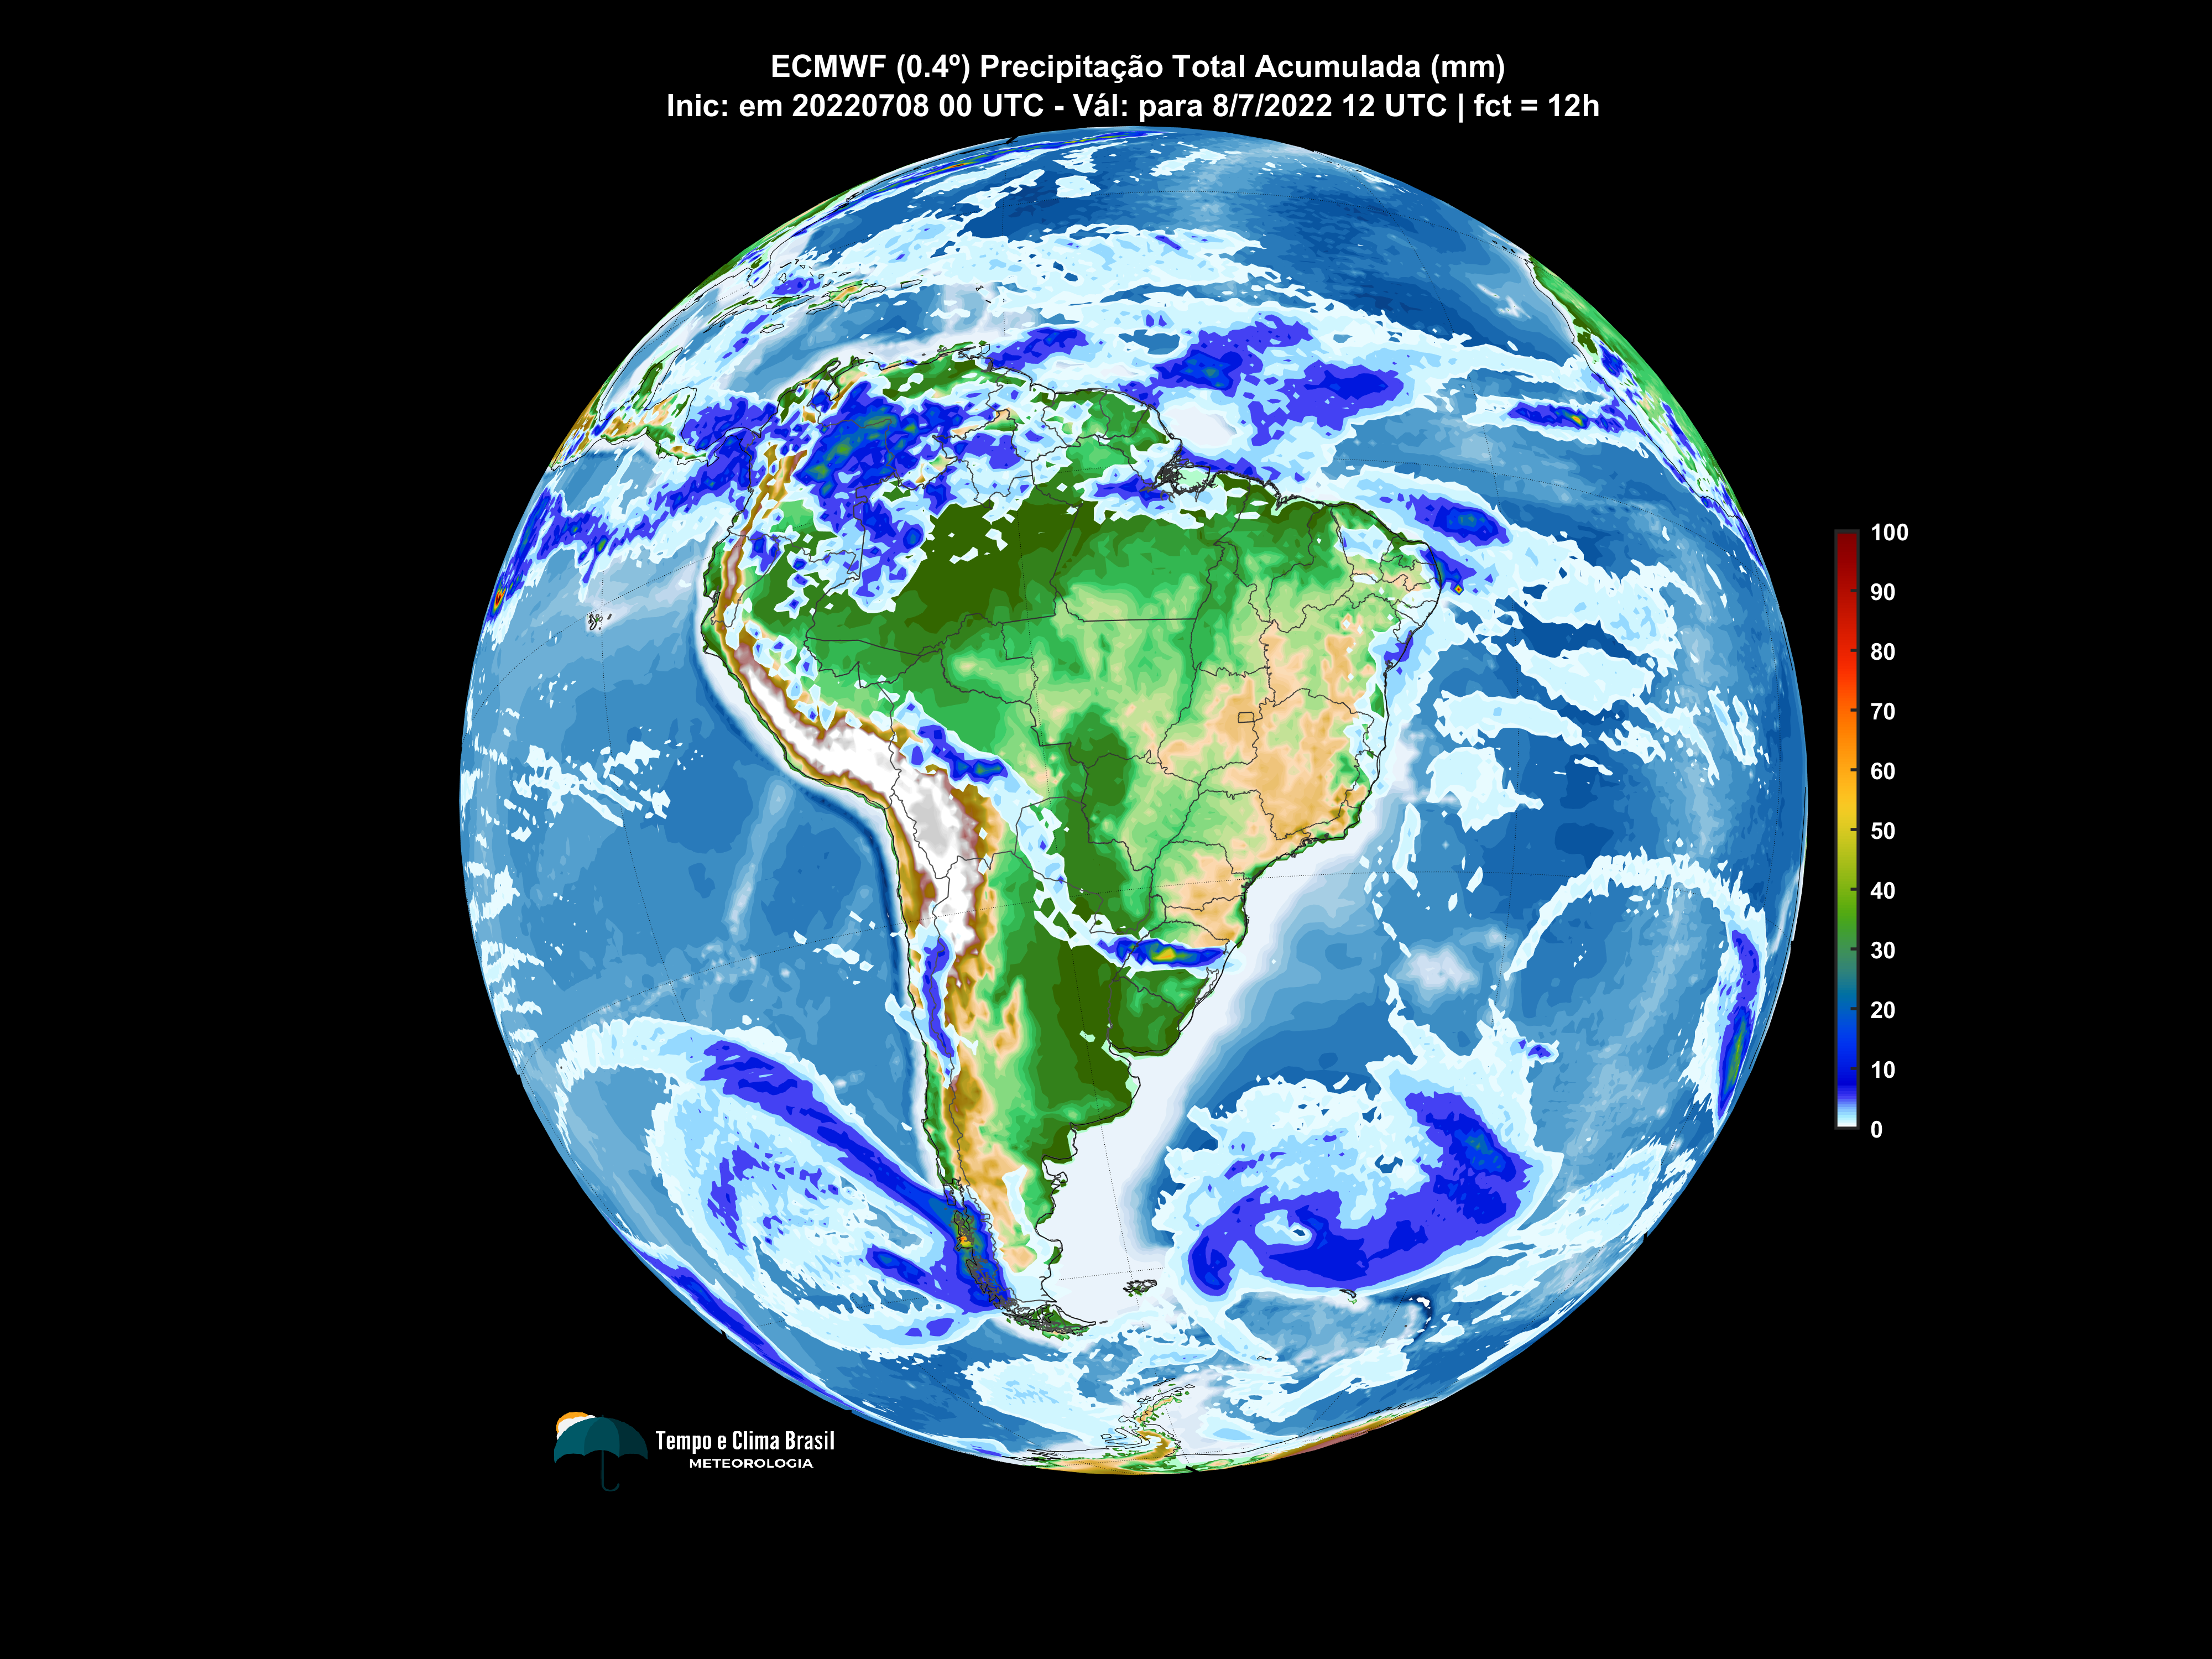 ECMWF (0.4º) Precipitação Total Acumulada (mm)
Inic: em 20220708 00 UTC - Vál: para 8/7/2022 12 UTC | fct = 12h
100
90
80
70
60
50
40
30
20
10
0
Tempo e Clima Brasil
METEOROLOGIA